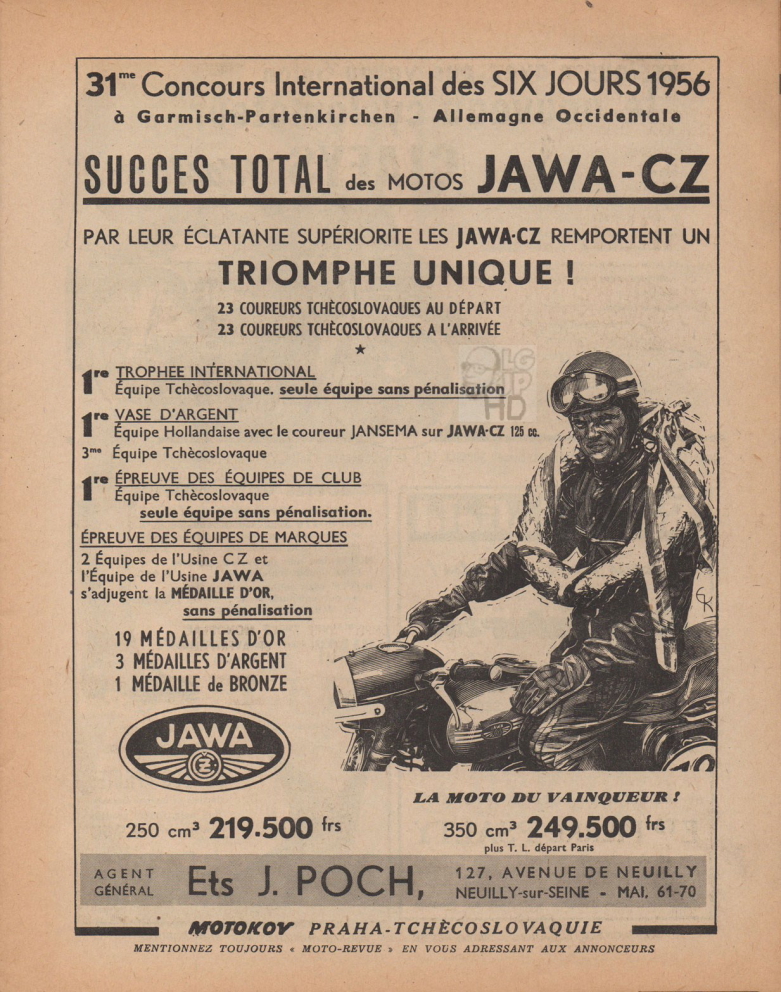 31me Concours International des SIX JOURS 1956
à Garmisch-Partenkirchen - Allemagne Occidentale
SUCCES TOTAL des MOTOS JAWA-CZ
PAR LEUR ÉCLATANTE SUPÉRIORITE LES JAWA-CZ REMPORTENT UN
TRIOMPHE UNIQUE !
23 COUREURS TCHÈCOSLOVAQUES AU DÉPART
23 COUREURS TCHÈCOSLOVAQUES A L'ARRIVÉE
1re TROPHEE INTERNATIONAL
Équipe Tchècoslovaque. seule équipe sans pénalisation
1re VASE D'ARGENT
Équipe Hollandaise avec le coureur JANSEMA sur JAWA-CZ 125 cc.
3me Équipe Tchècoslovaque
1re ÉPREUVE DES ÉQUIPES DE CLUB
Équipe Tchècoslovaque
seule équipe sans pénalisation.
ÉPREUVE DES ÉQUIPES DE MARQUES
2 Équipes de l'Usine C Z et
l'Équipe de l'Usine JAWA
s'adjugent la MÉDAILLE D'OR,
sans pénalisation
19 MÉDAILLES D'OR
3 MÉDAILLES D'ARGENT
1 MÉDAILLE de BRONZE
JAWA
CZ
LA MOTO DU VAINQUEUR !
250 cm³ 219.500 frs
350 cm³ 249.500 frs
plus T. L. départ Paris
AGENT GÉNÉRAL
Ets J. POCH,
127, AVENUE DE NEUILLY
NEUILLY-sur-SEINE - MAI, 61-70
MOTOKOV PRAHA-TCHÈCOSLOVAQUIE
MENTIONNEZ TOUJOURS « MOTO-REVUE » EN VOUS ADRESSANT AUX ANNONCEURS